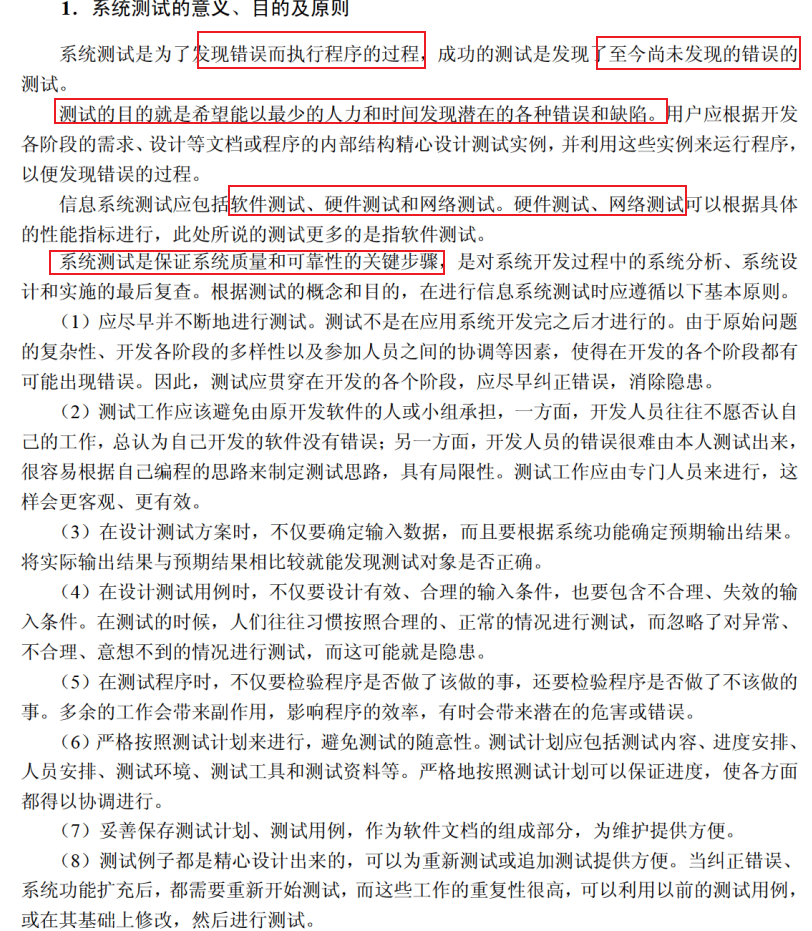 1．系统测试的意义、目的及原则
系统测试是为了发现错误而执行程序的过程，成功的测试是发现了至今尚未发现的错误的
测试。
测试的目的就是希望能以最少的人力和时间发现潜在的各种错误和缺陷。用户应根据开发
各阶段的需求、设计等文档或程序的内部结构精心设计测试实例，并利用这些实例来运行程序，
以便发现错误的过程。
信息系统测试应包括软件测试、硬件测试和网络测试。硬件测试、网络测试可以根据具体
的性能指标进行，此处所说的测试更多的是指软件测试。
系统测试是保证系统质量和可靠性的关键步骤，是对系统开发过程中的系统分析、系统设
计和实施的最后复查。根据测试的概念和目的，在进行信息系统测试时应遵循以下基本原则。
（1）应尽早并不断地进行测试。测试不是在应用系统开发完之后才进行的。由于原始问题
的复杂性、开发各阶段的多样性以及参加人员之间的协调等因素，使得在开发的各个阶段都有
可能出现错误。因此，测试应贯穿在开发的各个阶段，应尽早纠正错误，消除隐患。
（2）测试工作应该避免由原开发软件的人或小组承担，一方面，开发人员往往不愿否认自
己的工作，总认为自己开发的软件没有错误；另一方面，开发人员的错误很难由本人测试出来，
很容易根据自己编程的思路来制定测试思路，具有局限性。测试工作应由专门人员来进行，这
样会更客观、更有效。
（3）在设计测试方案时，不仅要确定输入数据，而且要根据系统功能确定预期输出结果。
将实际输出结果与预期结果相比较就能发现测试对象是否正确。
（4）在设计测试用例时，不仅要设计有效、合理的输入条件，也要包含不合理、失效的输
入条件。在测试的时候，人们往往习惯按照合理的、正常的情况进行测试，而忽略了对异常、
不合理、意想不到的情况进行测试，而这可能就是隐患。
（5）在测试程序时，不仅要检验程序是否做了该做的事，还要检验程序是否做了不该做的
事。多余的工作会带来副作用，影响程序的效率，有时会带来潜在的危害或错误。
（6）严格按照测试计划来进行，避免测试的随意性。测试计划应包括测试内容、进度安排、
人员安排、测试环境、测试工具和测试资料等。严格地按照测试计划可以保证进度，使各方面
都得以协调进行。
（7）妥善保存测试计划、测试用例，作为软件文档的组成部分，为维护提供方便。
（8）测试例子都是精心设计出来的，可以为重新测试或追加测试提供方便。当纠正错误、
系统功能扩充后，都需要重新开始测试，而这些工作的重复性很高，可以利用以前的测试用例，
或在其基础上修改，然后进行测试。